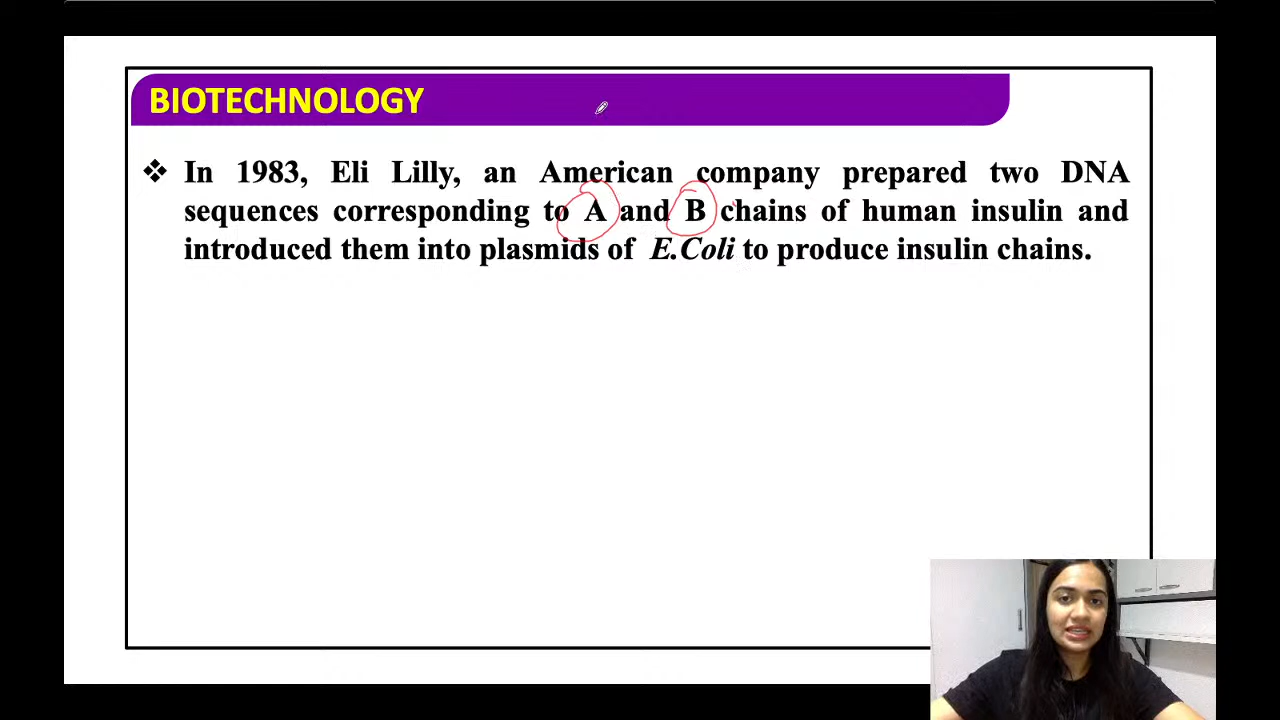 BIOTECHNOLOGY
❖ In 1983, Eli Lilly, an American company prepared two DNA
sequences corresponding to A and B chains of human insulin and
introduced them into plasmids of E.Coli to produce insulin chains.